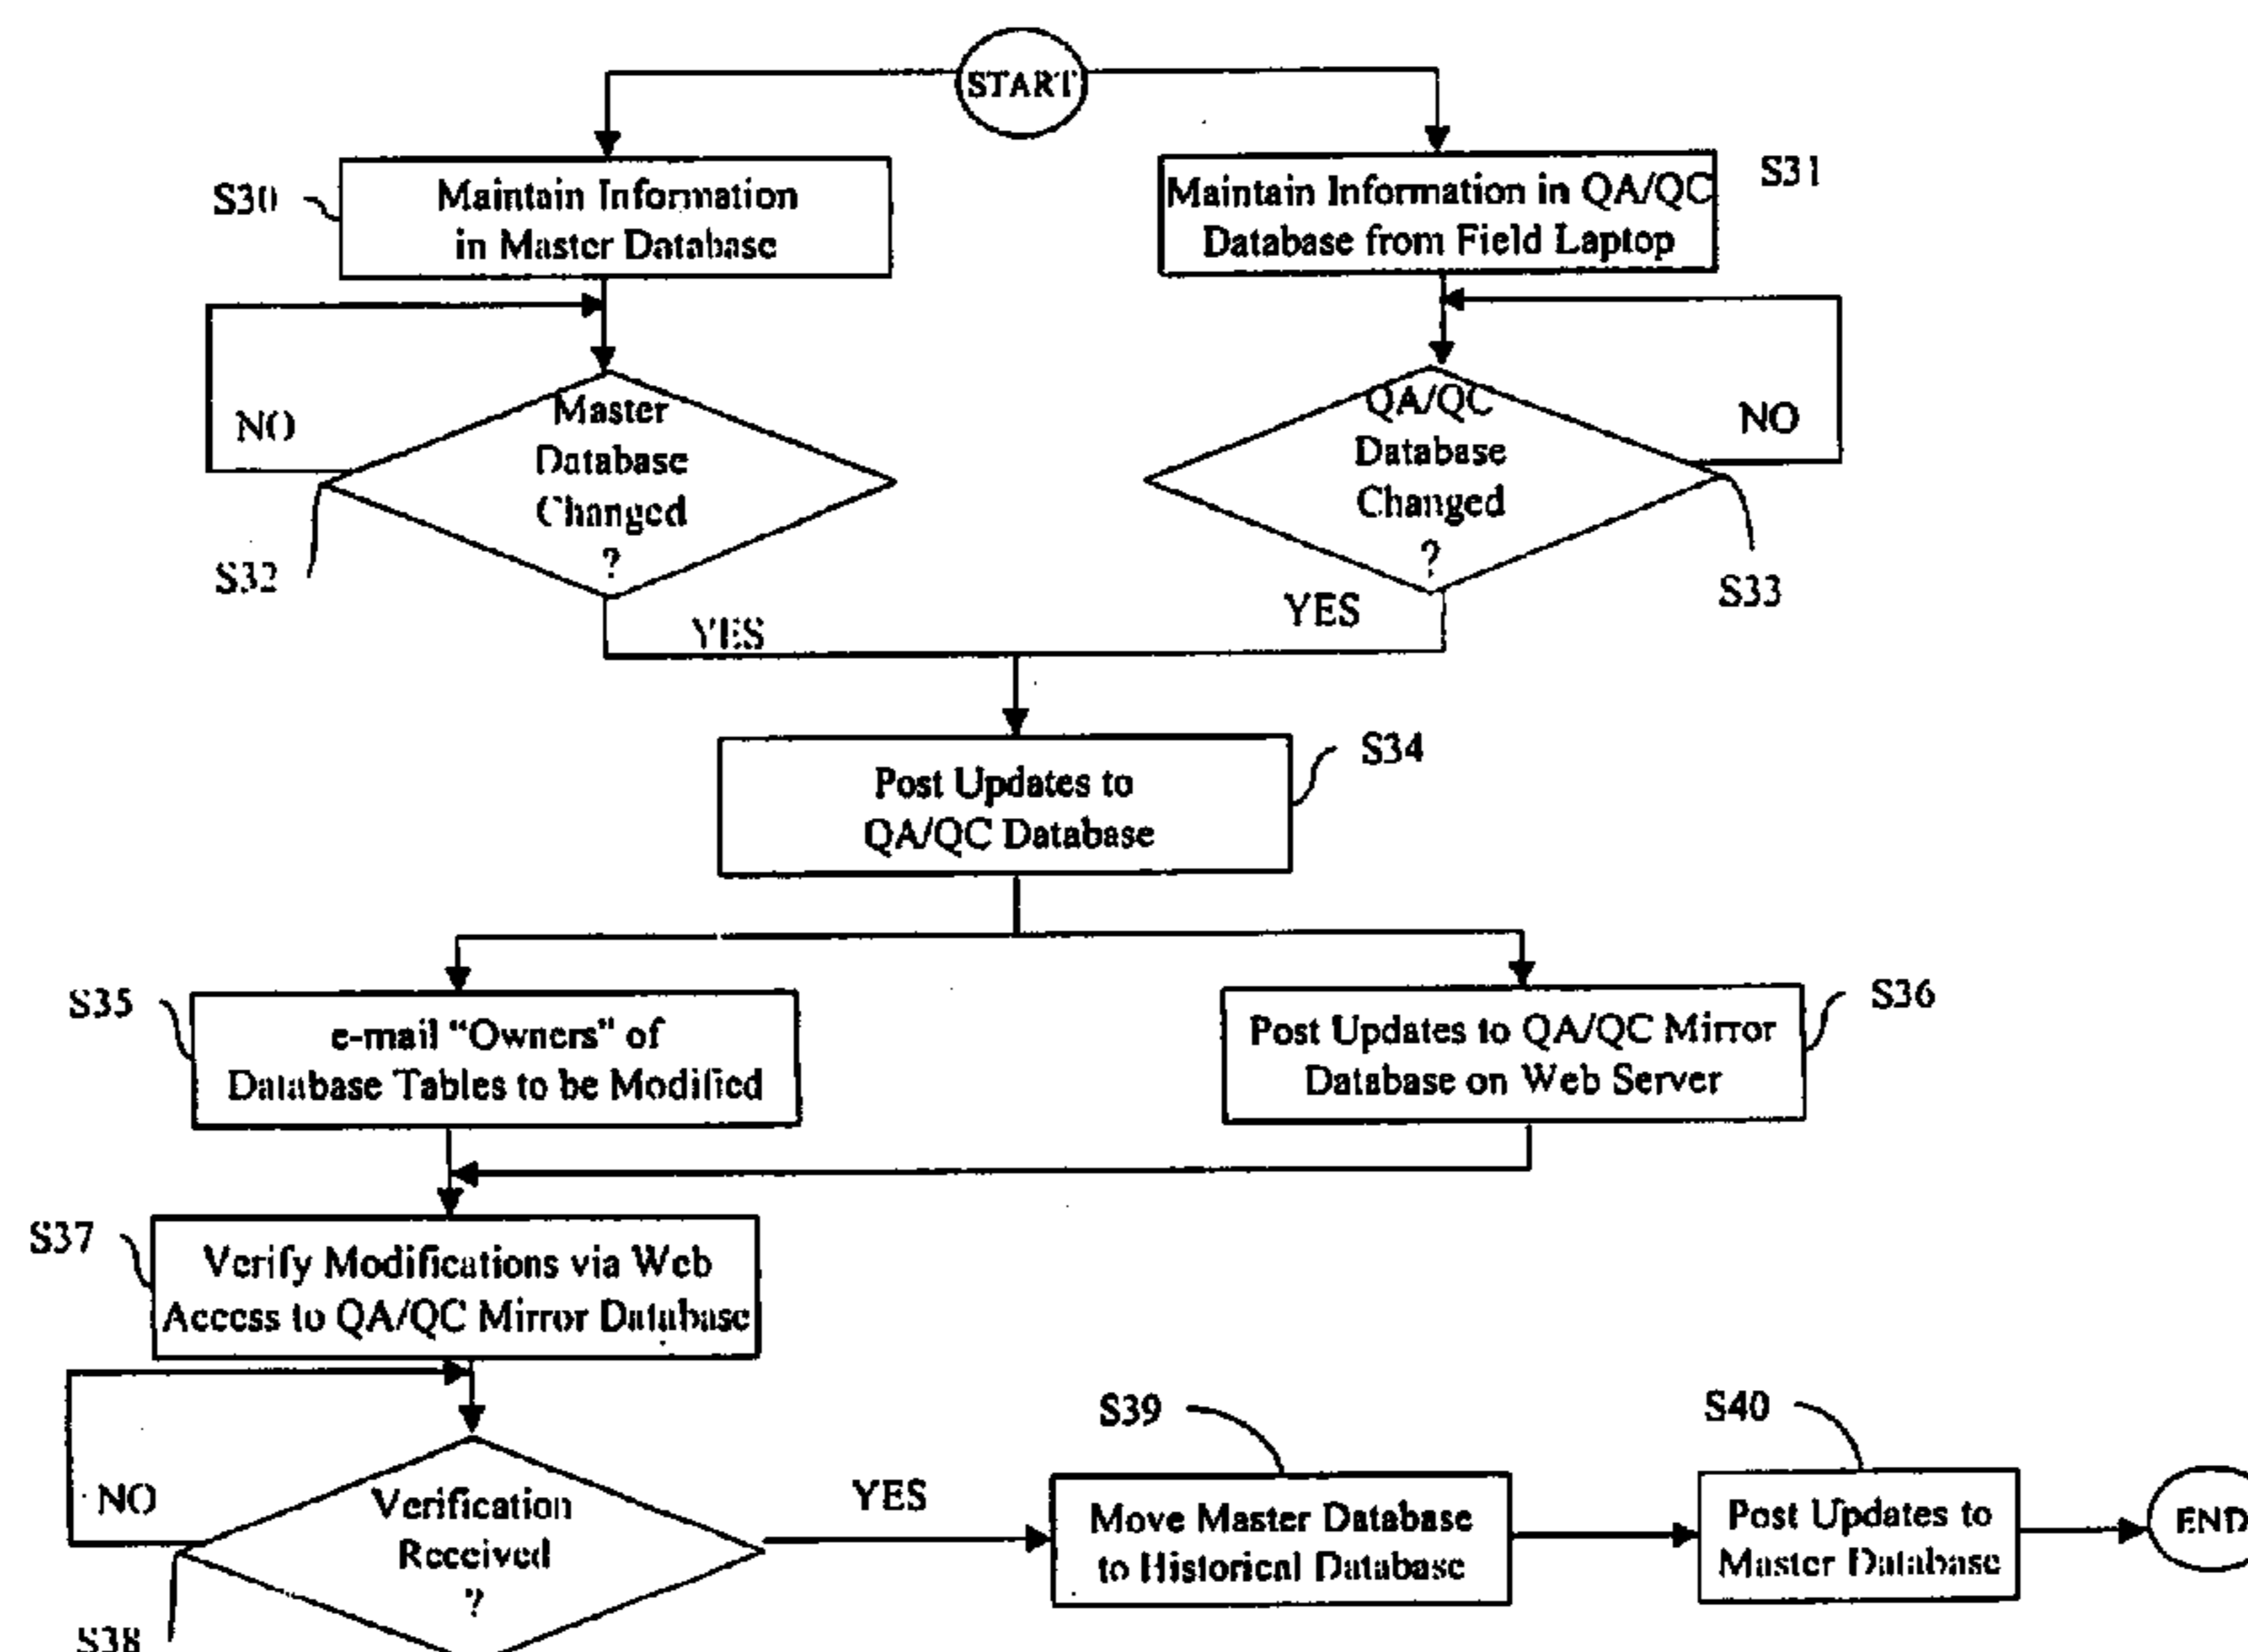 START
S30
Maintain Information
in Master Database
Maintain Information in QA/QC
Database from Field Laptop
S31
NO
Master
Database
Changed
?
S32
QA/QC
Database
Changed
?
NO
S33
YES
YES
Post Updates to
QA/QC Database
S34
S35
e-mail “Owners” of
Database Tables to be Modified
Post Updates to QA/QC Mirror
Database on Web Server
S36
S37
Verify Modifications via Web
Access to QA/QC Mirror Database
NO
Verification
Received
?
S38
YES
S39
Move Master Database
to Historical Database
S40
Post Updates to
Master Database
END